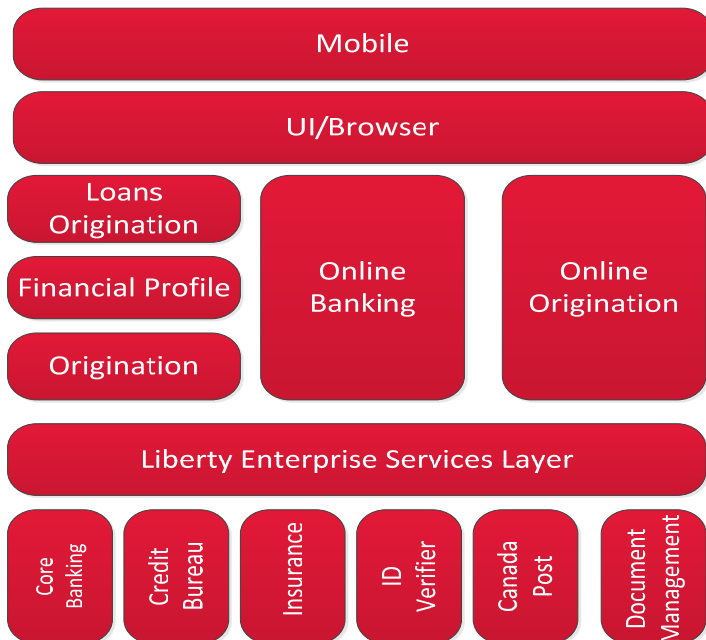 Mobile
UI/Browser
Loans
Origination
Financial Profile
Origination
Online
Banking
Online
Origination
Liberty Enterprise Services Layer
Core
Banking
Credit
Bureau
Insurance
ID
Verifier
Canada
Post
Document
Management